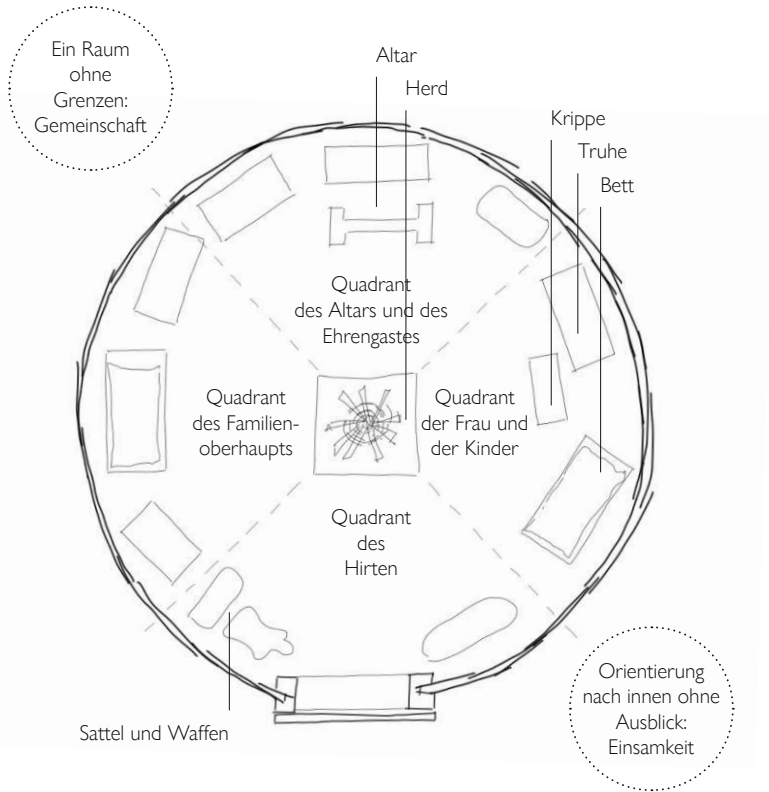 Ein Raum
ohne
Grenzen:
Gemeinschaft
Altar
Herd
Krippe
Truhe
Bett
Quadrant
des Altars und des
Ehrengastes
Quadrant
des Familien-
oberhaupts
Quadrant
der Frau und
der Kinder
Quadrant
des
Hirten
Orientierung
nach innen ohne
Ausblick:
Einsamkeit
Sattel und Waffen